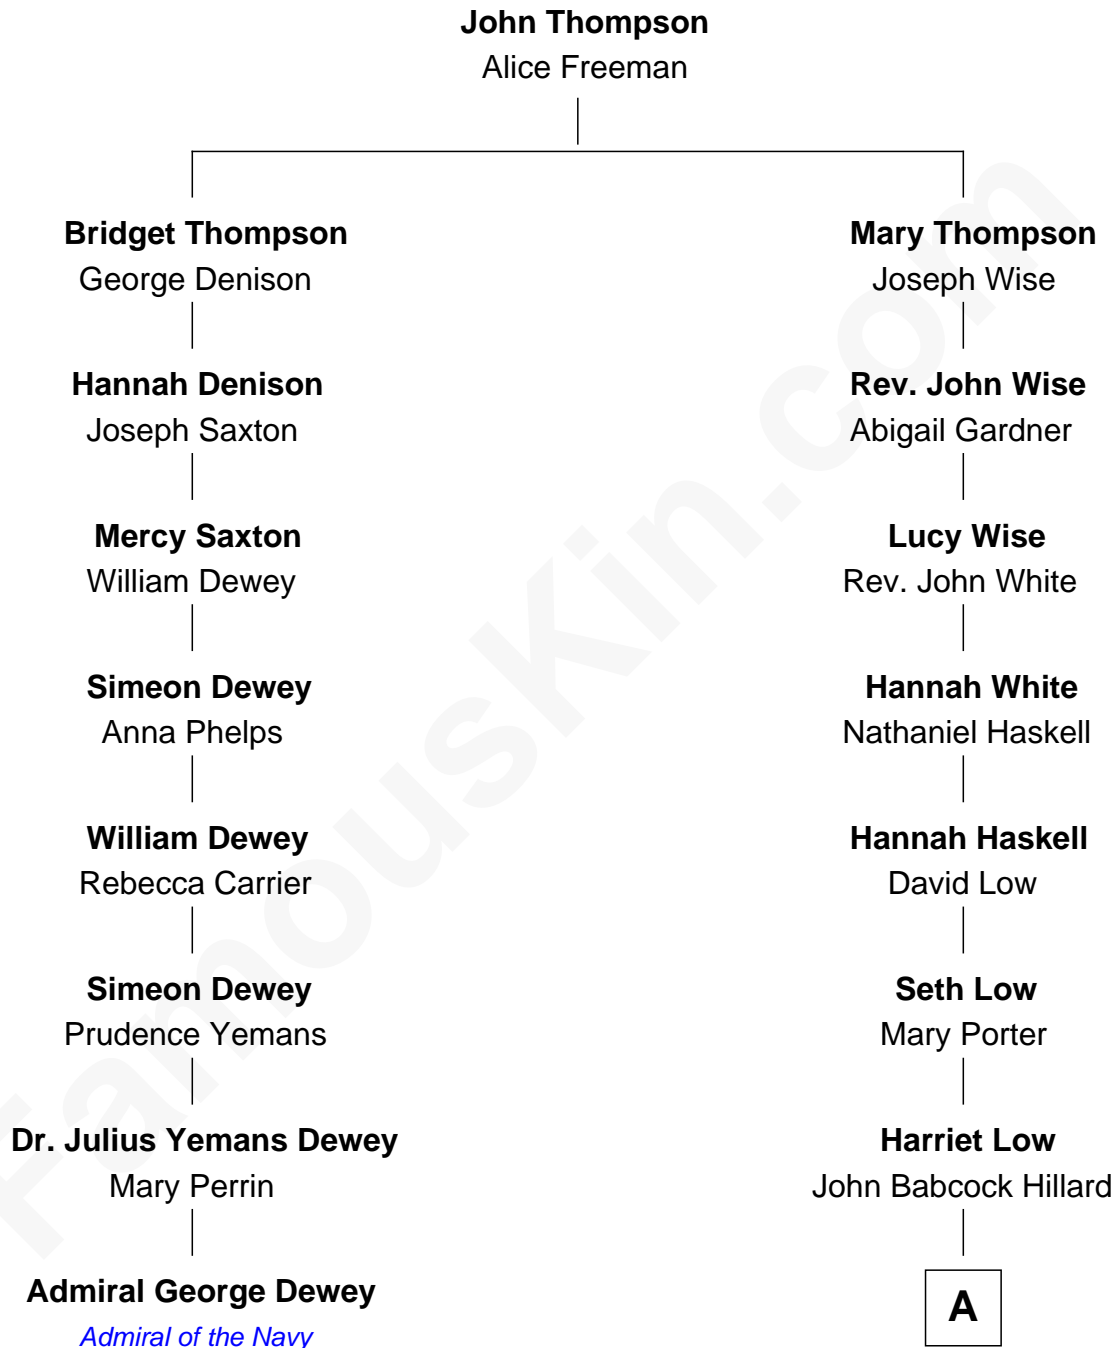 John Thompson
Alice Freeman
Bridget Thompson
George Denison
Mary Thompson
Joseph Wise
Hannah Denison
Joseph Saxton
Rev. John Wise
Abigail Gardner
Mercy Saxton
William Dewey
Lucy Wise
Rev. John White
Simeon Dewey
Anna Phelps
Hannah White
Nathaniel Haskell
William Dewey
Rebecca Carrier
Hannah Haskell
David Low
Simeon Dewey
Prudence Yemans
Seth Low
Mary Porter
Dr. Julius Yemans Dewey
Mary Perrin
Harriet Low
John Babcock Hillard
Admiral George Dewey
Admiral of the Navy
A
FamousKin.com